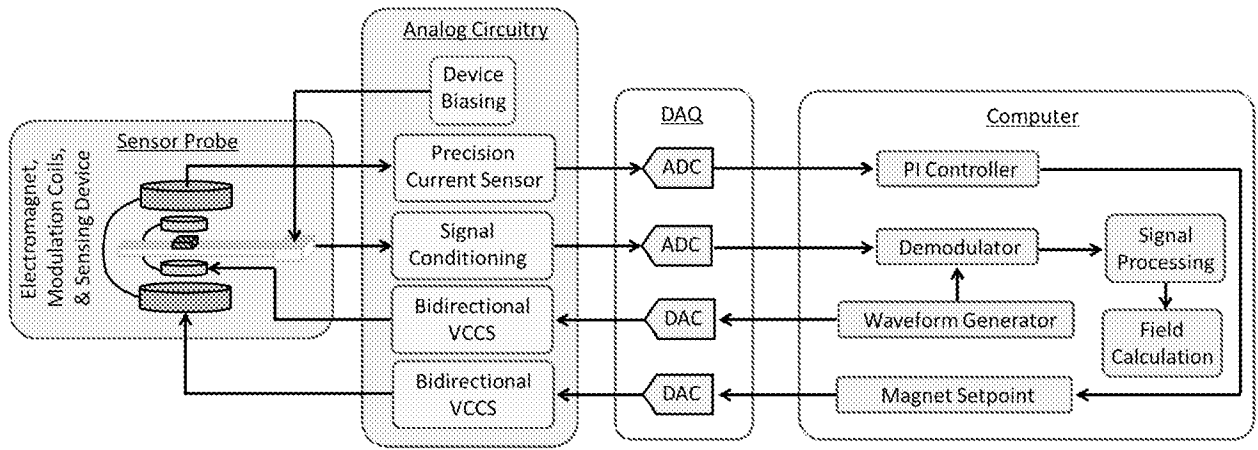 Electromagnet,
Modulation Coils,
& Sensing Device
Sensor Probe
Analog Circuitry
Device
Biasing
Precision
Current Sensor
Signal
Conditioning
Bidirectional
VCCS
Bidirectional
VCCS
DAQ
ADC
ADC
DAC
DAC
Computer
PI Controller
Demodulator
Signal
Processing
Waveform Generator
Field
Calculation
Magnet Setpoint